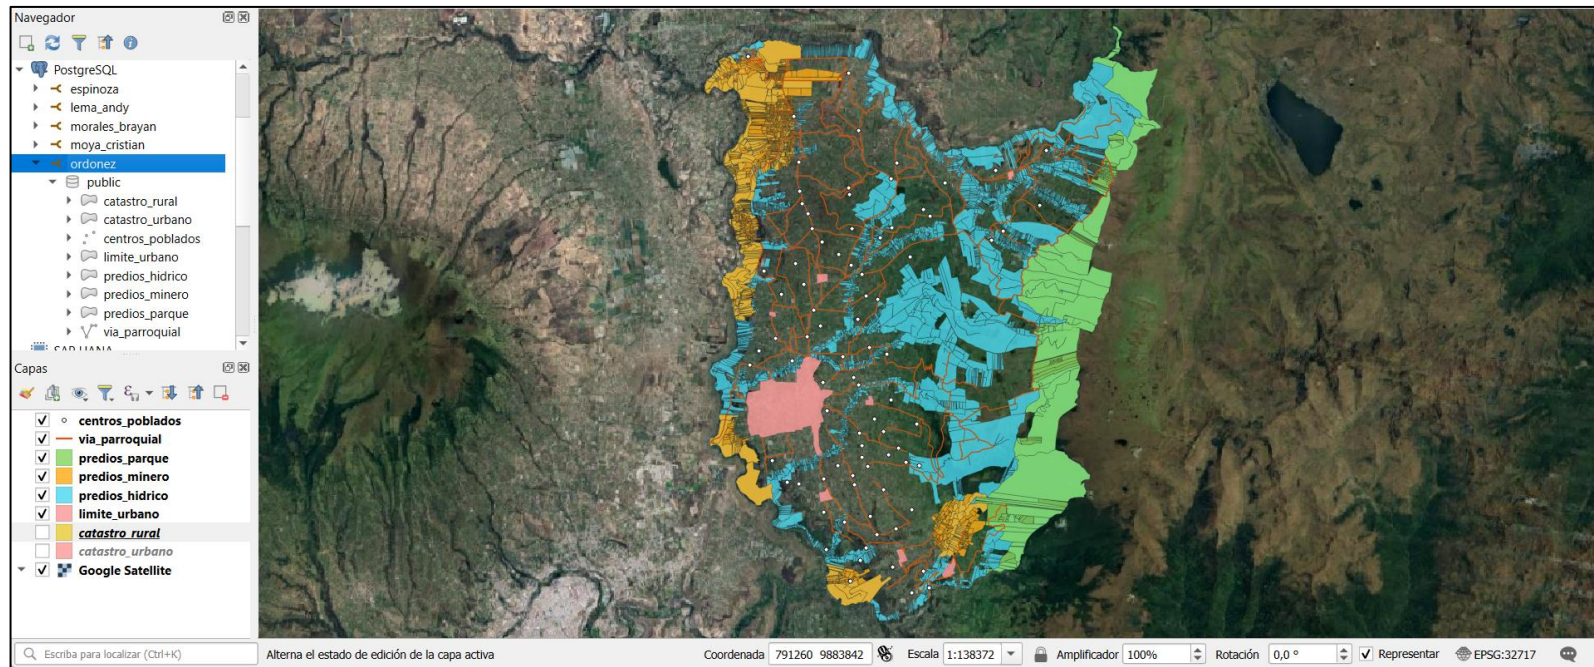 Navegador
PostgreSQL
espinoza
lema_andy
morales_brayan
moya_cristian
ordonez
public
catastro_rural
catastro_urbano
centros_poblados
limite_urbano
predios_hidrico
predios_minero
predios_parque
via_parroquial
SAP HANA
Capas
centros_poblados
via_parroquial
predios_parque
predios_minero
predios_hidrico
limite_urbano
catastro_rural
catastro_urbano
Google Satellite
Escriba para localizar (Ctrl+K) Alterna el estado de edición de la capa activa Coordenada 791260 9883842 Escala 1:138372 Amplificador 100% Rotación 0,0 ° Representar EPSG:32717